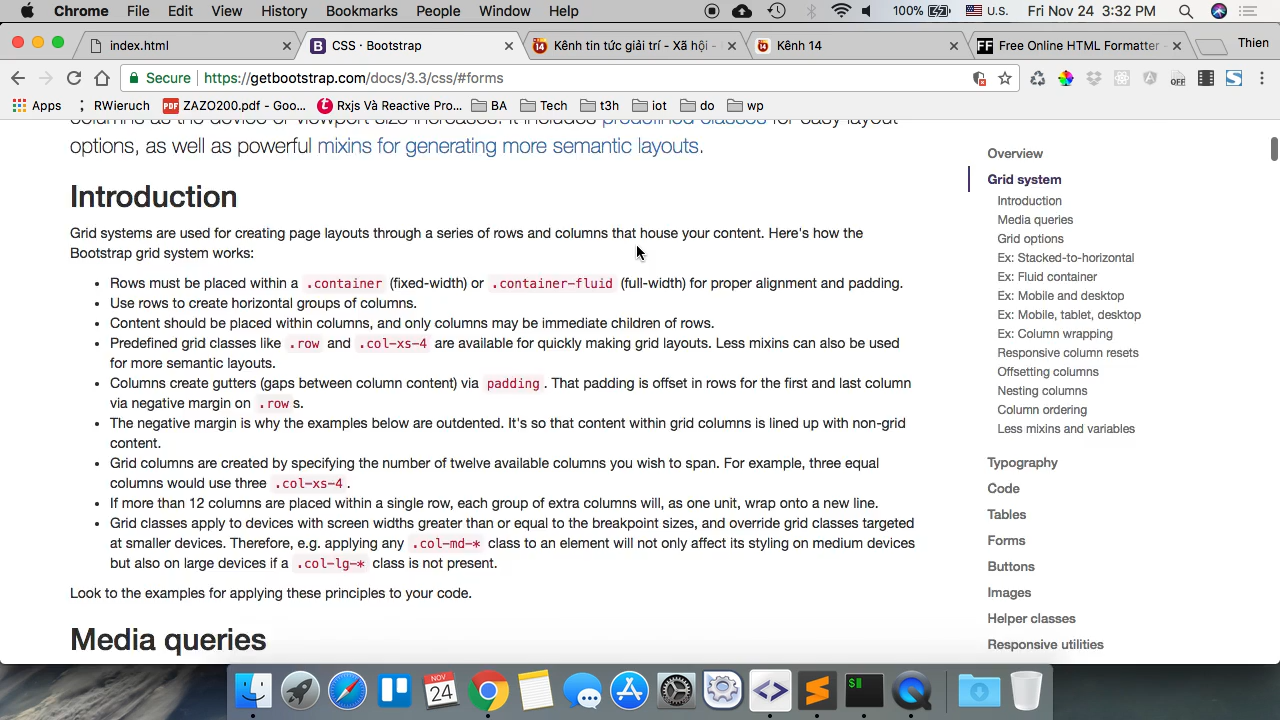 Chrome File Edit View History Bookmarks People Window Help 100% U.S. Fri Nov 24 3:32 PM
index.html CSS · Bootstrap Kênh tin tức giải trí - Xã hội - Kênh 14 Free Online HTML Formatter - Thien
Secure https://getbootstrap.com/docs/3.3/css/#forms
Apps RWieruch ZAZO200.pdf - Goo... Rxjs Và Reactive Pro... BA Tech t3h iot do wp
columns as the device or viewport size increases. It includes predefined classes for easy layout
options, as well as powerful mixins for generating more semantic layouts.
Introduction
Grid systems are used for creating page layouts through a series of rows and columns that house your content. Here's how the
Bootstrap grid system works:
• Rows must be placed within a .container (fixed-width) or .container-fluid (full-width) for proper alignment and padding.
• Use rows to create horizontal groups of columns.
• Content should be placed within columns, and only columns may be immediate children of rows.
• Predefined grid classes like .row and .col-xs-4 are available for quickly making grid layouts. Less mixins can also be used
for more semantic layouts.
• Columns create gutters (gaps between column content) via padding. That padding is offset in rows for the first and last column
via negative margin on .row s.
• The negative margin is why the examples below are outdented. It's so that content within grid columns is lined up with non-grid
content.
• Grid columns are created by specifying the number of twelve available columns you wish to span. For example, three equal
columns would use three .col-xs-4.
• If more than 12 columns are placed within a single row, each group of extra columns will, as one unit, wrap onto a new line.
• Grid classes apply to devices with screen widths greater than or equal to the breakpoint sizes, and override grid classes targeted
at smaller devices. Therefore, e.g. applying any .col-md-* class to an element will not only affect its styling on medium devices
but also on large devices if a .col-lg-* class is not present.
Look to the examples for applying these principles to your code.
Media queries
Overview
Grid system
Introduction
Media queries
Grid options
Ex: Stacked-to-horizontal
Ex: Fluid container
Ex: Mobile and desktop
Ex: Mobile, tablet, desktop
Ex: Column wrapping
Responsive column resets
Offsetting columns
Nesting columns
Column ordering
Less mixins and variables
Typography
Code
Tables
Forms
Buttons
Images
Helper classes
Responsive utilities
NOV
24